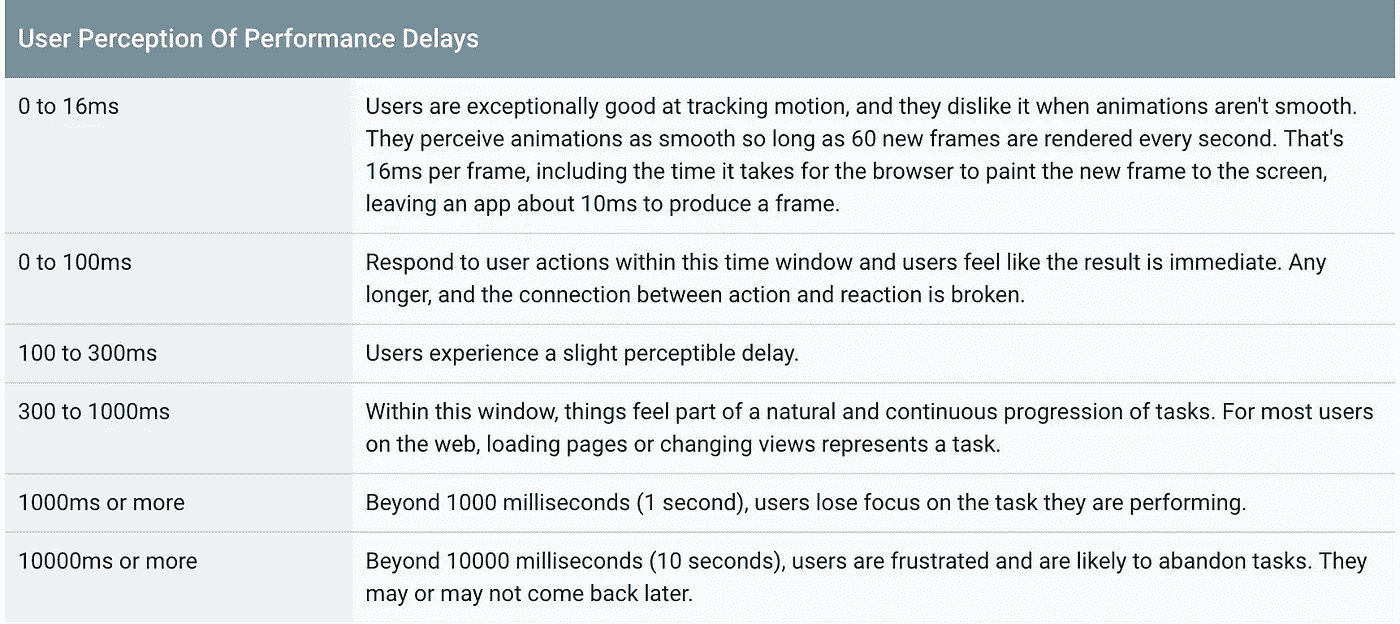 User Perception Of Performance Delays
0 to 16ms
Users are exceptionally good at tracking motion, and they dislike it when animations aren't smooth.
They perceive animations as smooth so long as 60 new frames are rendered every second. That's
16ms per frame, including the time it takes for the browser to paint the new frame to the screen,
leaving an app about 10ms to produce a frame.
0 to 100ms
Respond to user actions within this time window and users feel like the result is immediate. Any
longer, and the connection between action and reaction is broken.
100 to 300ms
Users experience a slight perceptible delay.
300 to 1000ms
Within this window, things feel part of a natural and continuous progression of tasks. For most users
on the web, loading pages or changing views represents a task.
1000ms or more
Beyond 1000 milliseconds (1 second), users lose focus on the task they are performing.
10000ms or more
Beyond 10000 milliseconds (10 seconds), users are frustrated and are likely to abandon tasks. They
may or may not come back later.